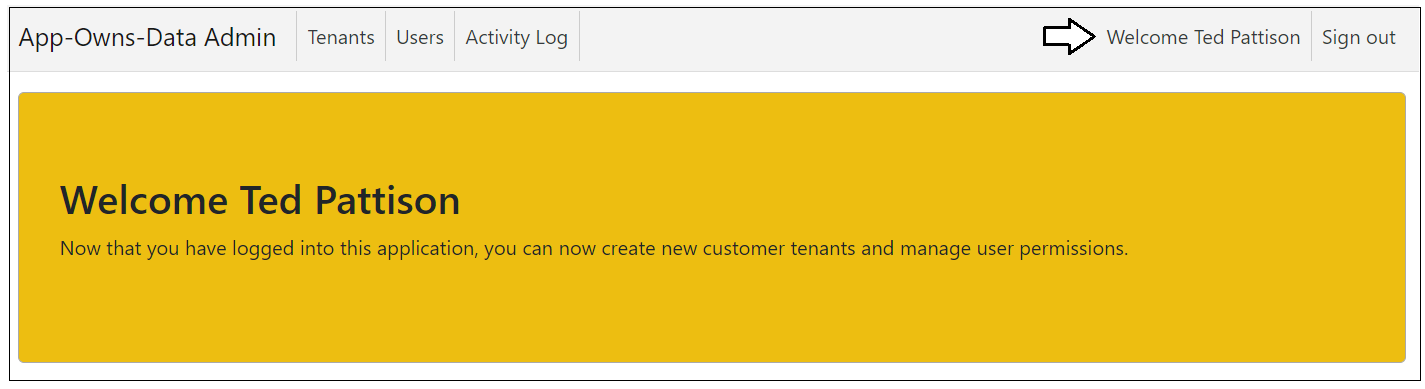 App-Owns-Data Admin Tenants Users Activity Log Welcome Ted Pattison Sign out
Welcome Ted Pattison
Now that you have logged into this application, you can now create new customer tenants and manage user permissions.